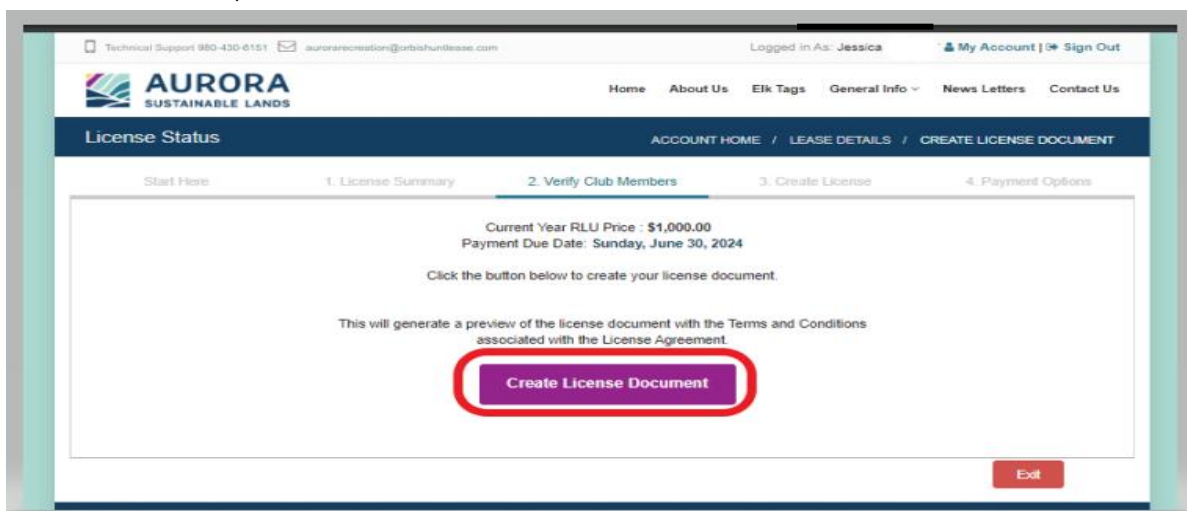 Technical Support 980-430-6151 aurorarecreation@orbishuntlease.com Logged in As: Jessica My Account | Sign Out
AURORA
SUSTAINABLE LANDS
Home About Us Elk Tags General Info News Letters Contact Us
License Status ACCOUNT HOME / LEASE DETAILS / CREATE LICENSE DOCUMENT
Start Here 1. License Summary 2. Verify Club Members 3. Create License 4. Payment Options
Current Year RLU Price : $1,000.00
Payment Due Date: Sunday, June 30, 2024
Click the button below to create your license document.
This will generate a preview of the license document with the Terms and Conditions
associated with the License Agreement.
Create License Document
Exit